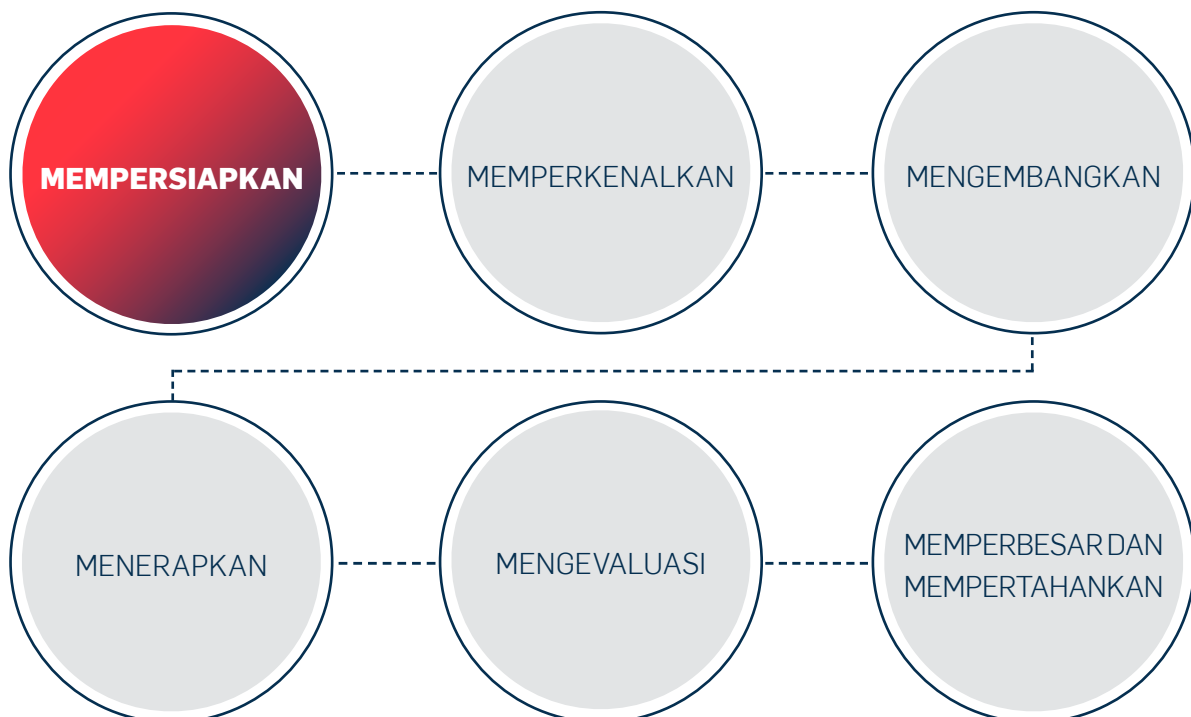 MEMPERSIAPKAN
MEMPERKENALKAN
MENGEMBANGKAN
MENERAPKAN
MENGEVALUASI
MEMPERBESAR DAN
MEMPERTAHANKAN